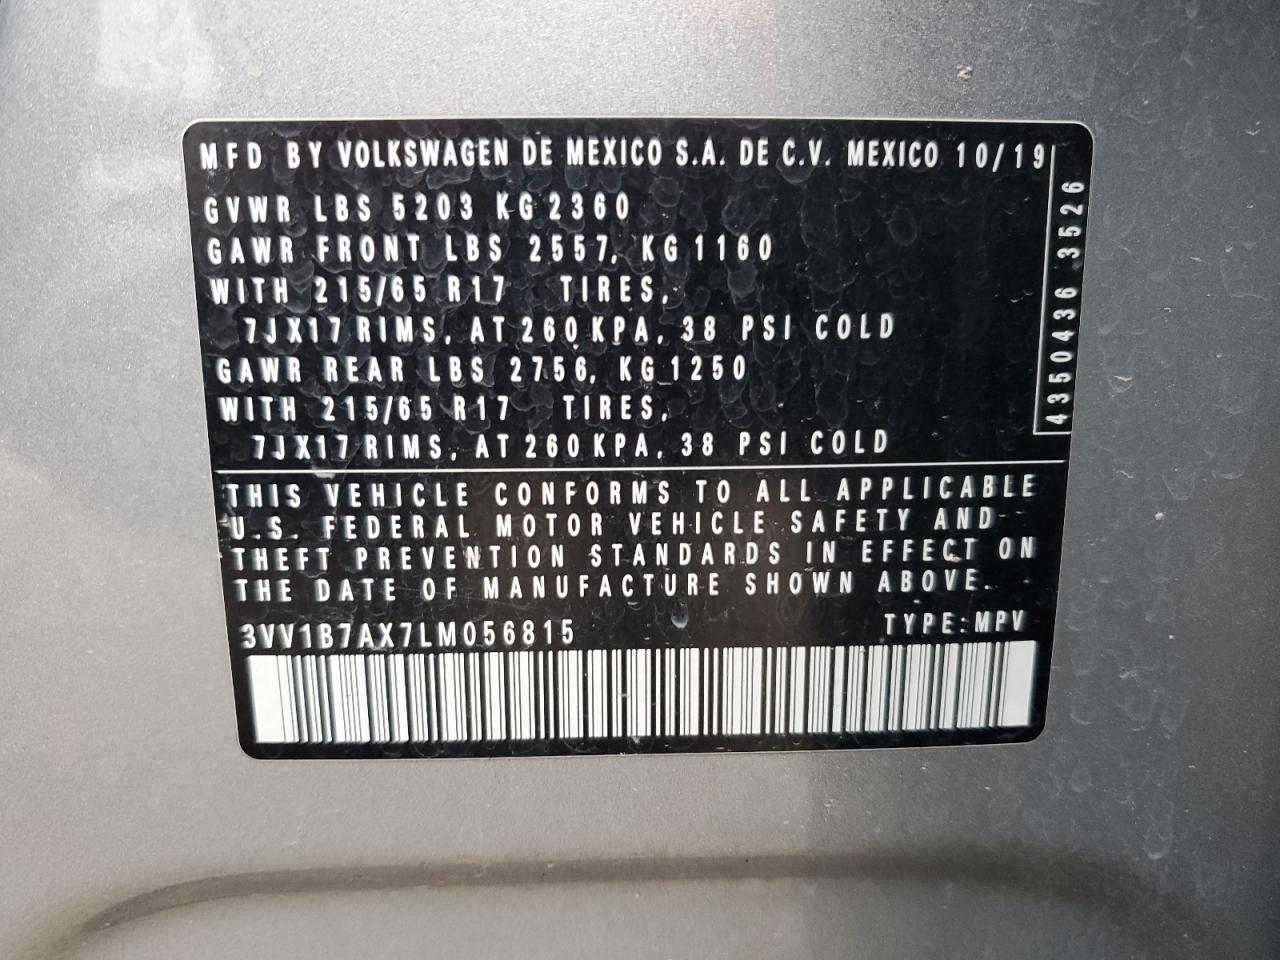 MFD BY VOLKSWAGEN DE MEXICO S.A. DE C.V. MEXICO 10/19
GVWR LBS 5203 KG 2360
GAWR FRONT LBS 2557, KG 1160
WITH 215/65 R17 TIRES,
7JX17 RIMS, AT 260 KPA, 38 PSI COLD
GAWR REAR LBS 2756, KG 1250
WITH 215/65 R17 TIRES,
7JX17 RIMS, AT 260 KPA, 38 PSI COLD
4350436 3526
THIS VEHICLE CONFORMS TO ALL APPLICABLE
U.S. FEDERAL MOTOR VEHICLE SAFETY AND
THEFT PREVENTION STANDARDS IN EFFECT ON
THE DATE OF MANUFACTURE SHOWN ABOVE.
3VV1B7AX7LM056815 TYPE: MPV